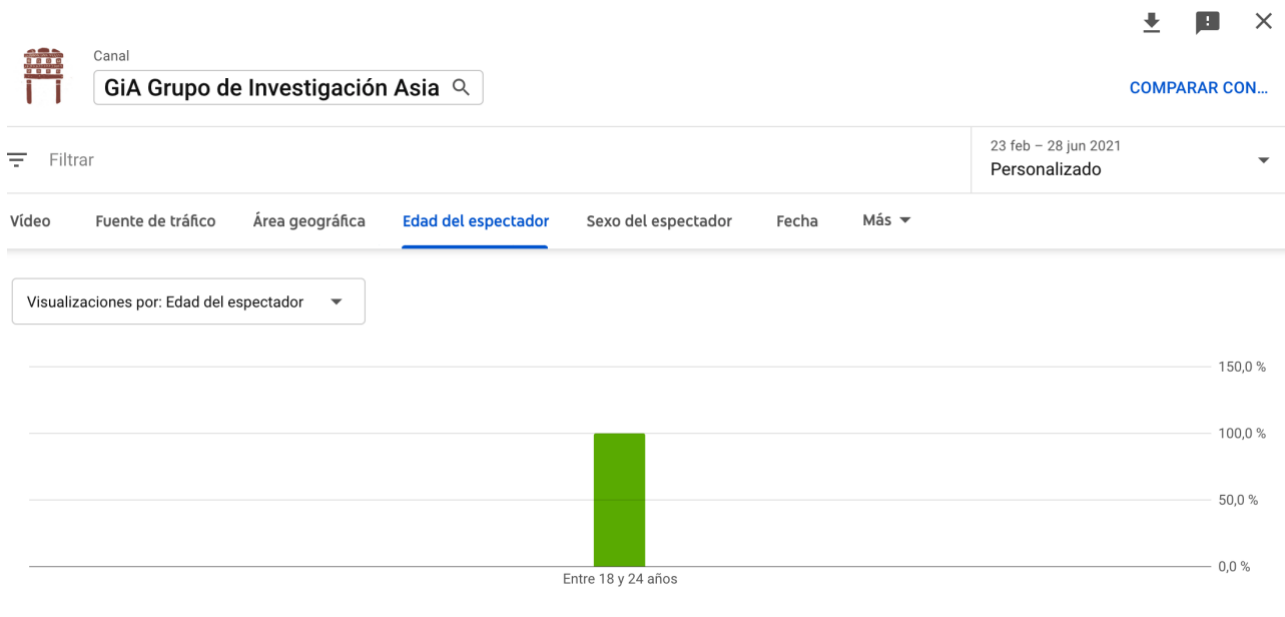 Canal
GiA Grupo de Investigación Asia
COMPARAR CON...
Filtrar
23 feb – 28 jun 2021
Personalizado
Vídeo Fuente de tráfico Área geográfica Edad del espectador Sexo del espectador Fecha Más
Visualizaciones por: Edad del espectador
150,0 %
100,0 %
50,0 %
0,0 %
Entre 18 y 24 años